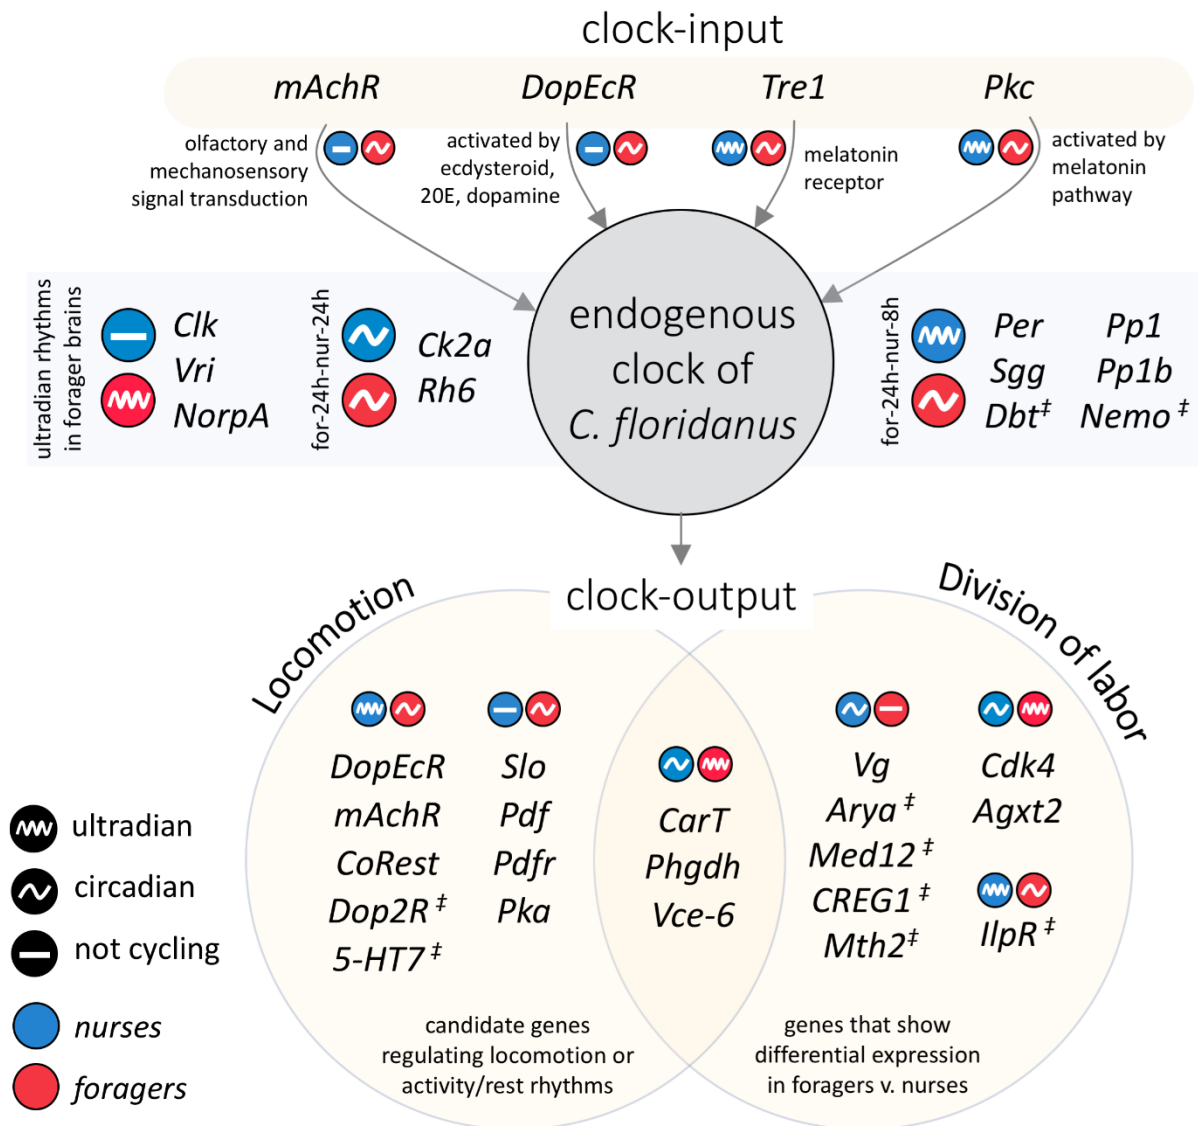 clock-input
mAchR
DopEcR
Tre1
Pkc
olfactory and
mechanosensory
signal transduction
activated by
ecdysteroid,
20E, dopamine
melatonin
receptor
activated by
melatonin
pathway
ultradian rhythms
in forager brains
Clk
Vri
NorpA
for-24h-nur-24h
Ck2a
Rh6
endogenous
clock of
C. floridanus
for-24h-nur-8h
Per
Sgg
Dbt‡
Pp1
Pp1b
Nemo ‡
clock-output
Locomotion
Division of labor
DopEcR
mAchR
CoRest
Dop2R ‡
5-HT7 ‡
Slo
Pdf
Pdfr
Pka
CarT
Phgdh
Vce-6
Vg
Arya ‡
Med12 ‡
CREG1 ‡
Mth2‡
Cdk4
Agxt2
IlpR ‡
candidate genes
regulating locomotion or
activity/rest rhythms
genes that show
differential expression
in foragers v. nurses
ultradian
circadian
not cycling
nurses
foragers